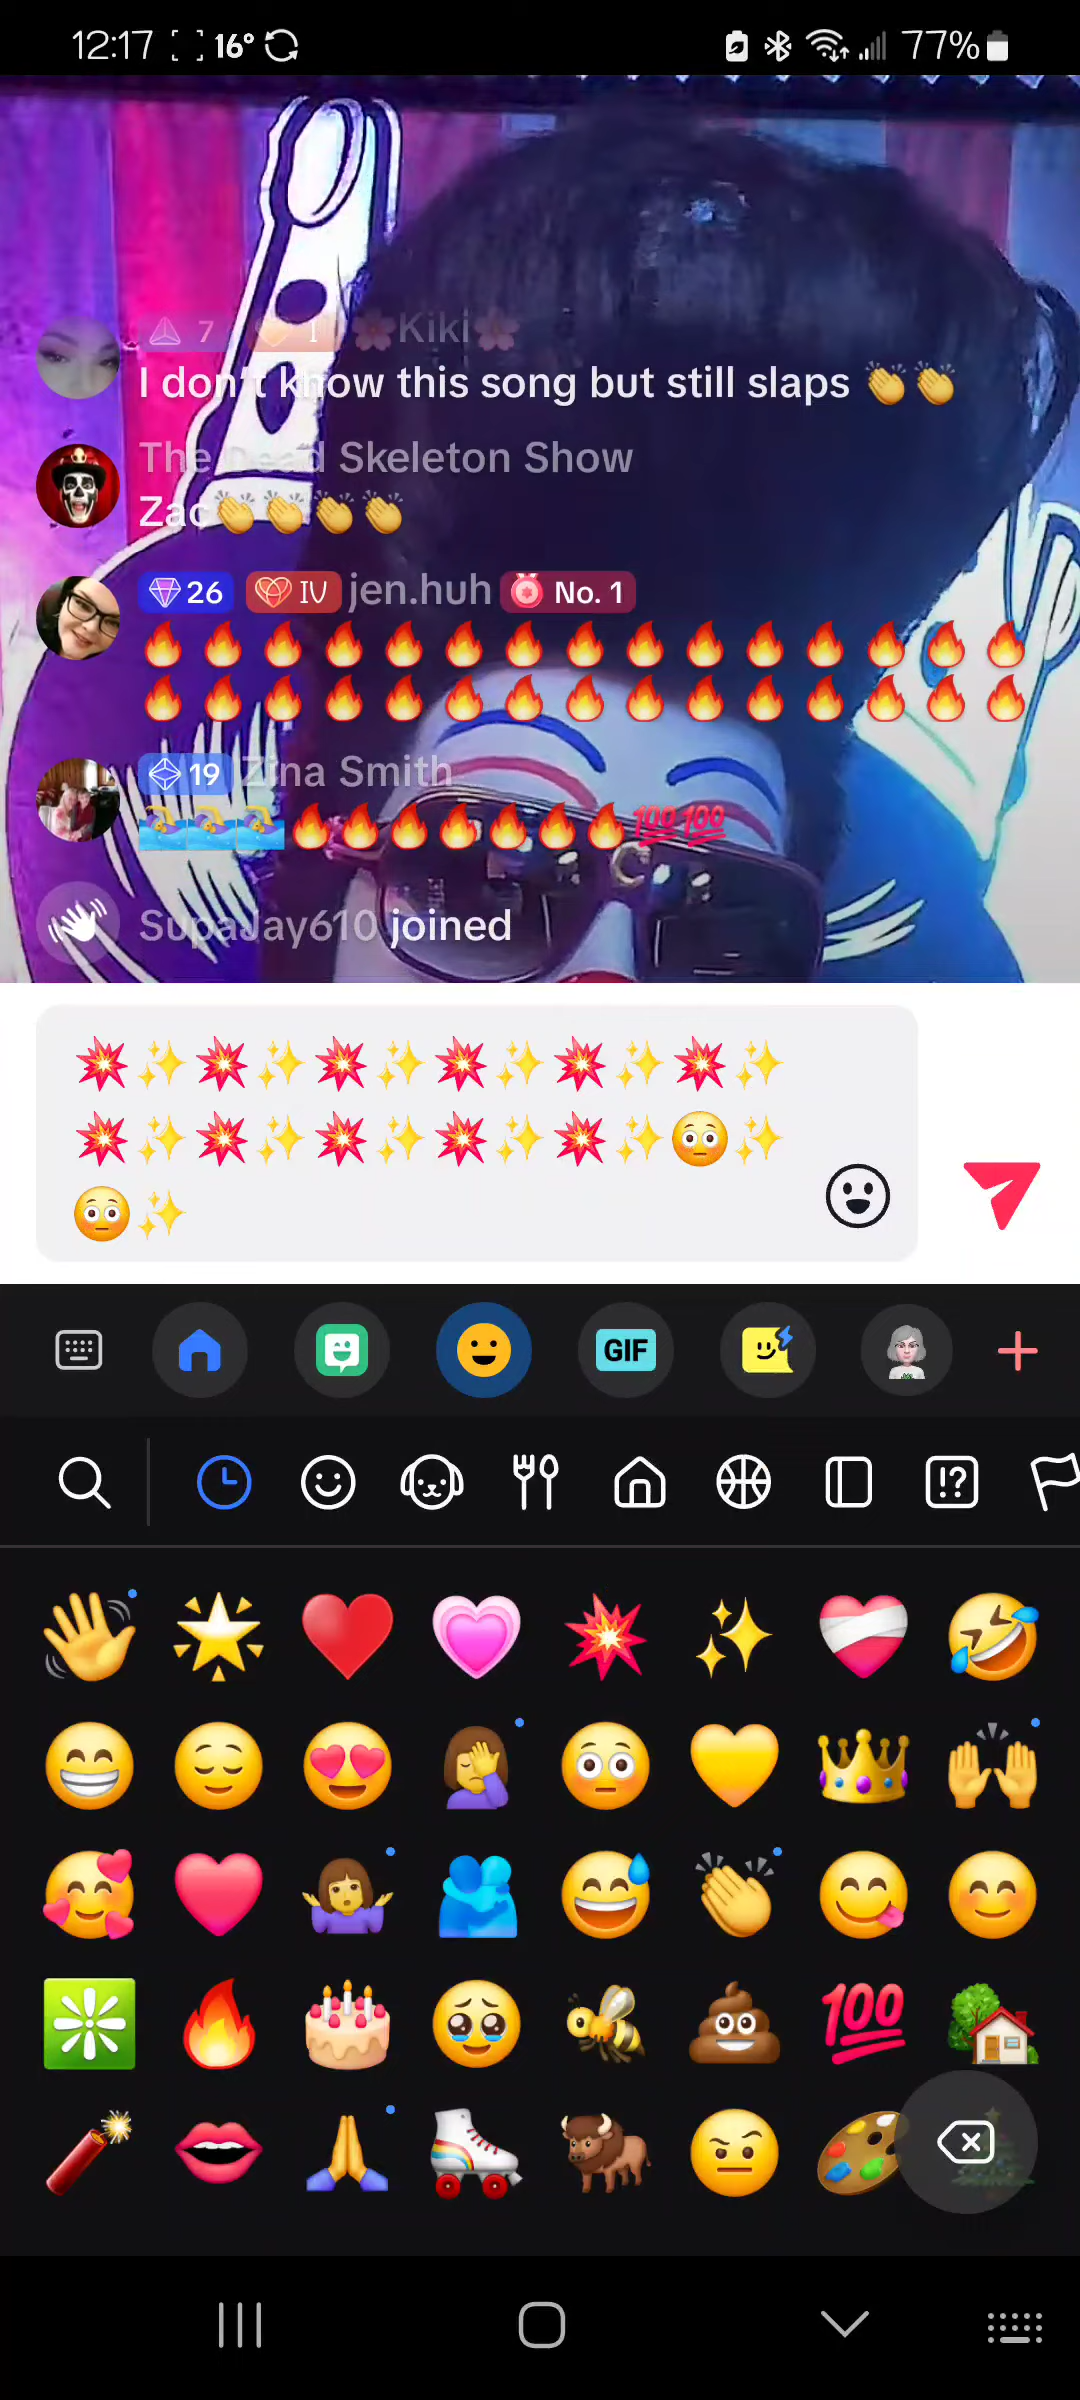 12:17 16° 77%
7 I 🌸Kiki🌸
I don't know this song but still slaps 👏👏
The Dead Skeleton Show
Zac👏👏👏👏
26 IV jen.huh No. 1
🔥🔥🔥🔥🔥🔥🔥🔥🔥🔥🔥🔥🔥🔥🔥
🔥🔥🔥🔥🔥🔥🔥🔥🔥🔥🔥🔥🔥🔥🔥
19 Zina Smith
🏊‍♀️🏊‍♀️🏊‍♀️🔥🔥🔥🔥🔥🔥🔥💯💯
SupaJay610 joined
💥✨💥✨💥✨💥✨💥✨💥✨
💥✨💥✨💥✨💥✨💥✨😳✨
😳✨
GIF
!?
100